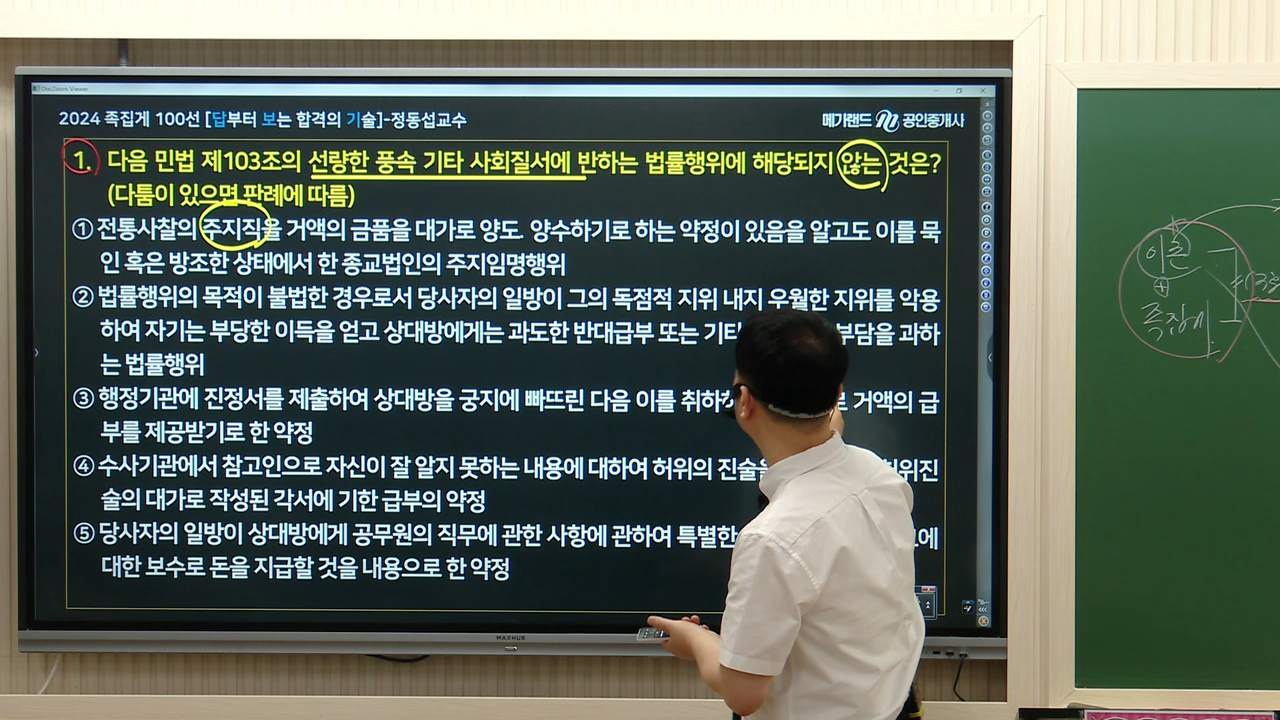 DocZoom Viewer
2024 족집게 100선 [답부터 보는 합격의 기술]-정동섭교수
메가랜드 공인중개사
1. 다음 민법 제103조의 선량한 풍속 기타 사회질서에 반하는 법률행위에 해당되지 않는 것은?
(다툼이 있으면 판례에 따름)
① 전통사찰의 주지직을 거액의 금품을 대가로 양도. 양수하기로 하는 약정이 있음을 알고도 이를 묵
인 혹은 방조한 상태에서 한 종교법인의 주지임명행위
② 법률행위의 목적이 불법한 경우로서 당사자의 일방이 그의 독점적 지위 내지 우월한 지위를 악용
하여 자기는 부당한 이득을 얻고 상대방에게는 과도한 반대급부 또는 기타 부담을 과하
는 법률행위
③ 행정기관에 진정서를 제출하여 상대방을 궁지에 빠뜨린 다음 이를 거액의 급
부를 제공받기로 한 약정
④ 수사기관에서 참고인으로 자신이 잘 알지 못하는 내용에 대하여 허위의 진술을 허위진
술의 대가로 작성된 각서에 기한 급부의 약정
⑤ 당사자의 일방이 상대방에게 공무원의 직무에 관한 사항에 관하여 특별한
대한 보수로 돈을 지급할 것을 내용으로 한 약정
MAXHUB
이론
+
족집게